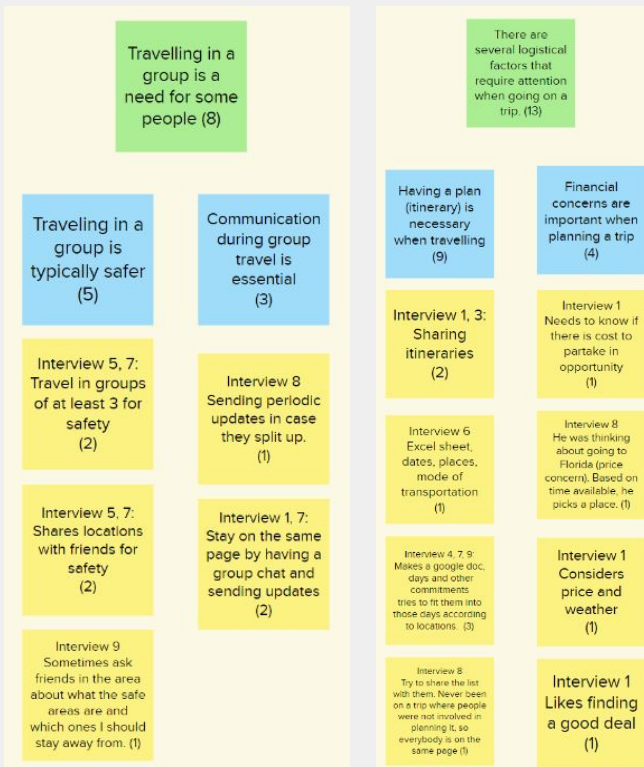 Travelling in a
group is a
need for some
people (8)
Traveling in a
group is
typically safer
(5)
Interview 5, 7:
Travel in groups
of at least 3 for
safety
(2)
Interview 5, 7:
Shares locations
with friends for
safety
(2)
Interview 9
Sometimes ask
friends in the area
about what the safe
areas are and
which ones I should
stay away from. (1)
Communication
during group
travel is
essential
(3)
Interview 8
Sending periodic
updates in case
they split up.
(1)
Interview 1, 7:
Stay on the same
page by having a
group chat and
sending updates
(2)
There are
several logistical
factors that
require attention
when going on a
trip. (13)
Having a plan
(itinerary) is
necessary
when travelling
(9)
Interview 1, 3:
Sharing
itineraries
(2)
Interview 6
Excel sheet,
dates, places,
mode of
transportation
(1)
Interview 4, 7, 9:
Makes a google doc,
days and other
commitments
tries to fit them into
those days according
to locations. (3)
Interview 8
Try to share the list
with them. Never been
on a trip where people
were not involved in
planning it, so
everybody is on the
same page (1)
Financial
concerns are
important when
planning a trip
(4)
Interview 1
Needs to know if
there is cost to
partake in
opportunity
(1)
Interview 8
He was thinking
about going to
Florida (price
concern). Based on
time available, he
picks a place. (1)
Interview 1
Considers
price and
weather
(1)
Interview 1
Likes finding
a good deal
(1)